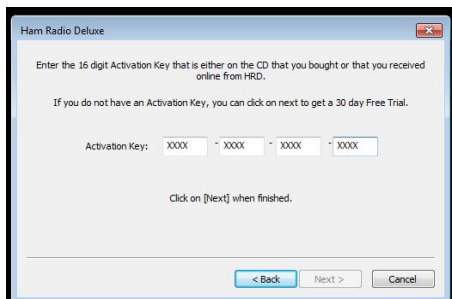 Ham Radio Deluxe
Enter the 16 digit Activation Key that is either on the CD that you bought or that you received
online from HRD.
If you do not have an Activation Key, you can click on next to get a 30 day Free Trial.
Activation Key: XXXX - XXXX - XXXX - XXXX
Click on [Next] when finished.
< Back Next > Cancel